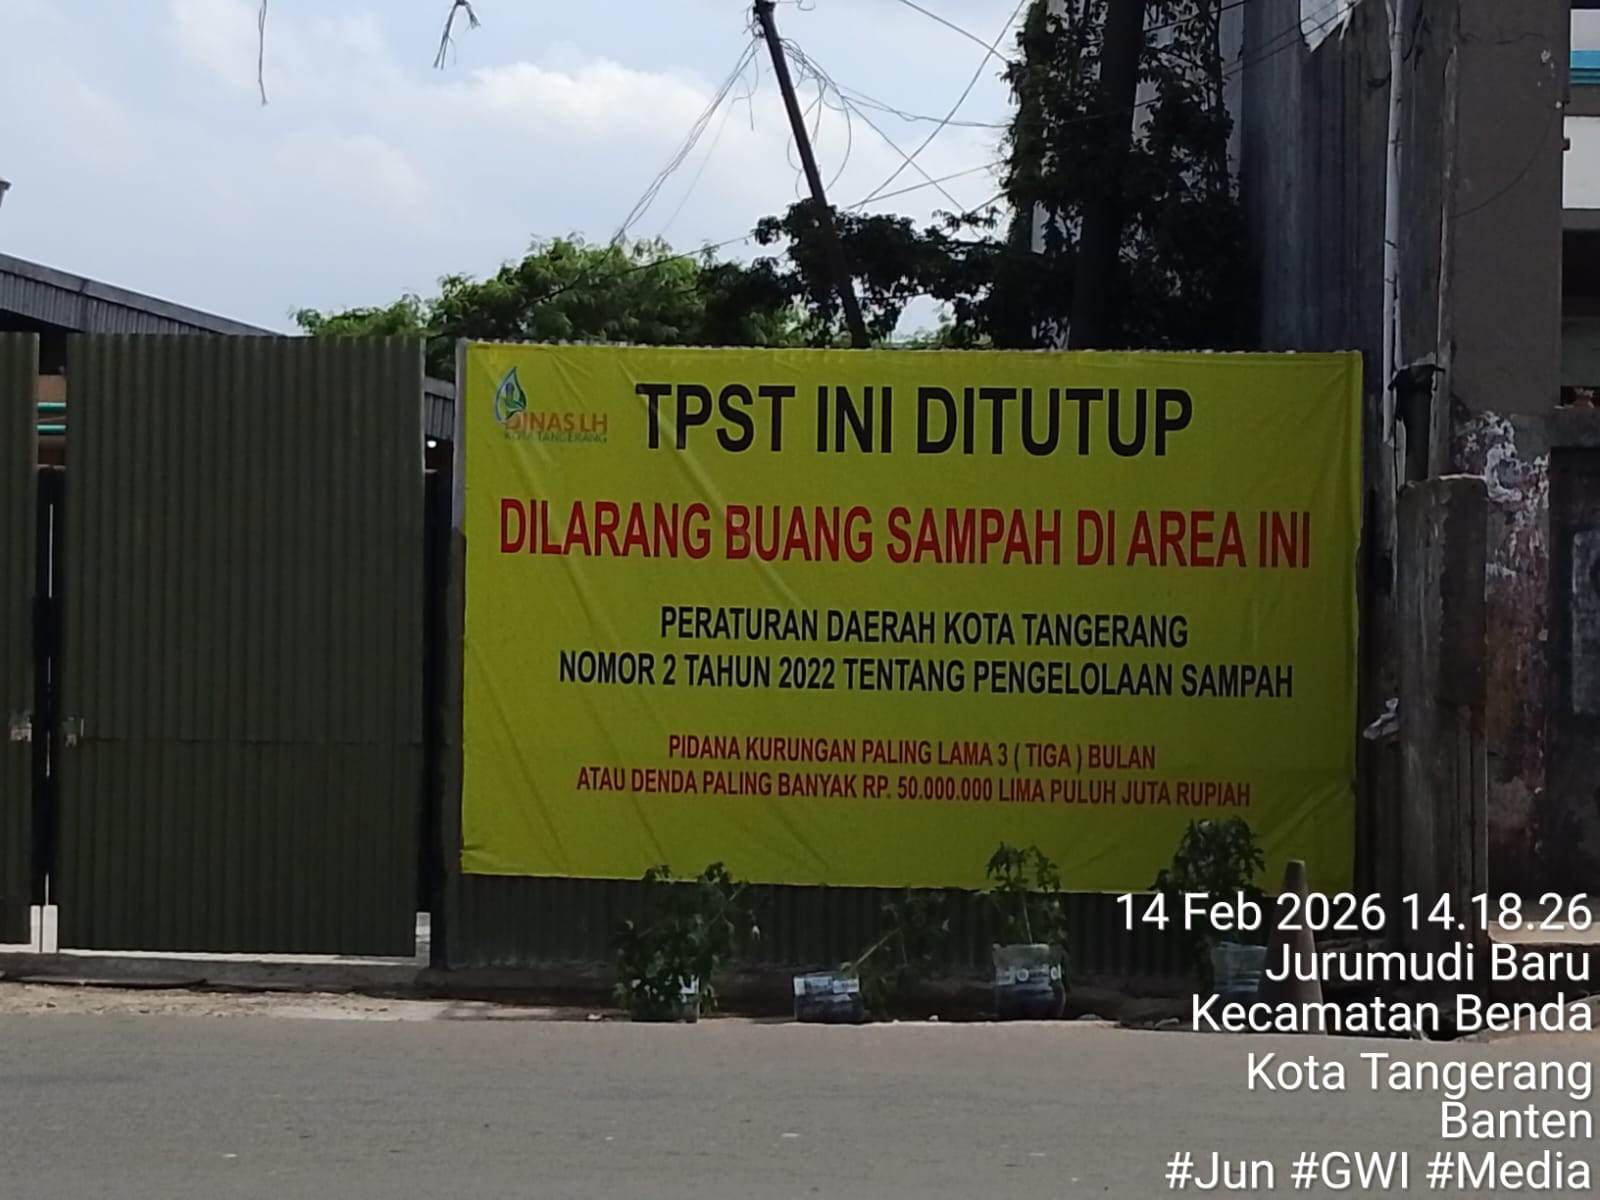 DINAS LH
KOTA TANGERANG
TPST INI DITUTUP
DILARANG BUANG SAMPAH DI AREA INI
PERATURAN DAERAH KOTA TANGERANG
NOMOR 2 TAHUN 2022 TENTANG PENGELOLAAN SAMPAH
PIDANA KURUNGAN PALING LAMA 3 ( TIGA ) BULAN
ATAU DENDA PALING BANYAK RP. 50.000.000 LIMA PULUH JUTA RUPIAH
14 Feb 2026 14.18.26
Jurumudi Baru
Kecamatan Benda
Kota Tangerang
Banten
#Jun #GWI #Media